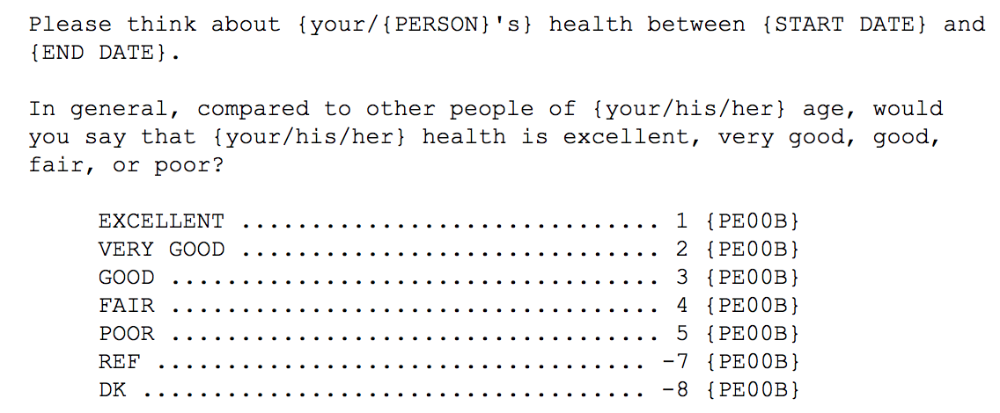 Please think about {your/{PERSON}'s} health between {START DATE} and
{END DATE}.
In general, compared to other people of {your/his/her} age, would
you say that {your/his/her} health is excellent, very good, good,
fair, or poor?
EXCELLENT .............................. 1 {PE00B}
VERY GOOD .............................. 2 {PE00B}
GOOD ................................... 3 {PE00B}
FAIR ................................... 4 {PE00B}
POOR ................................... 5 {PE00B}
REF ................................... -7 {PE00B}
DK .................................... -8 {PE00B}